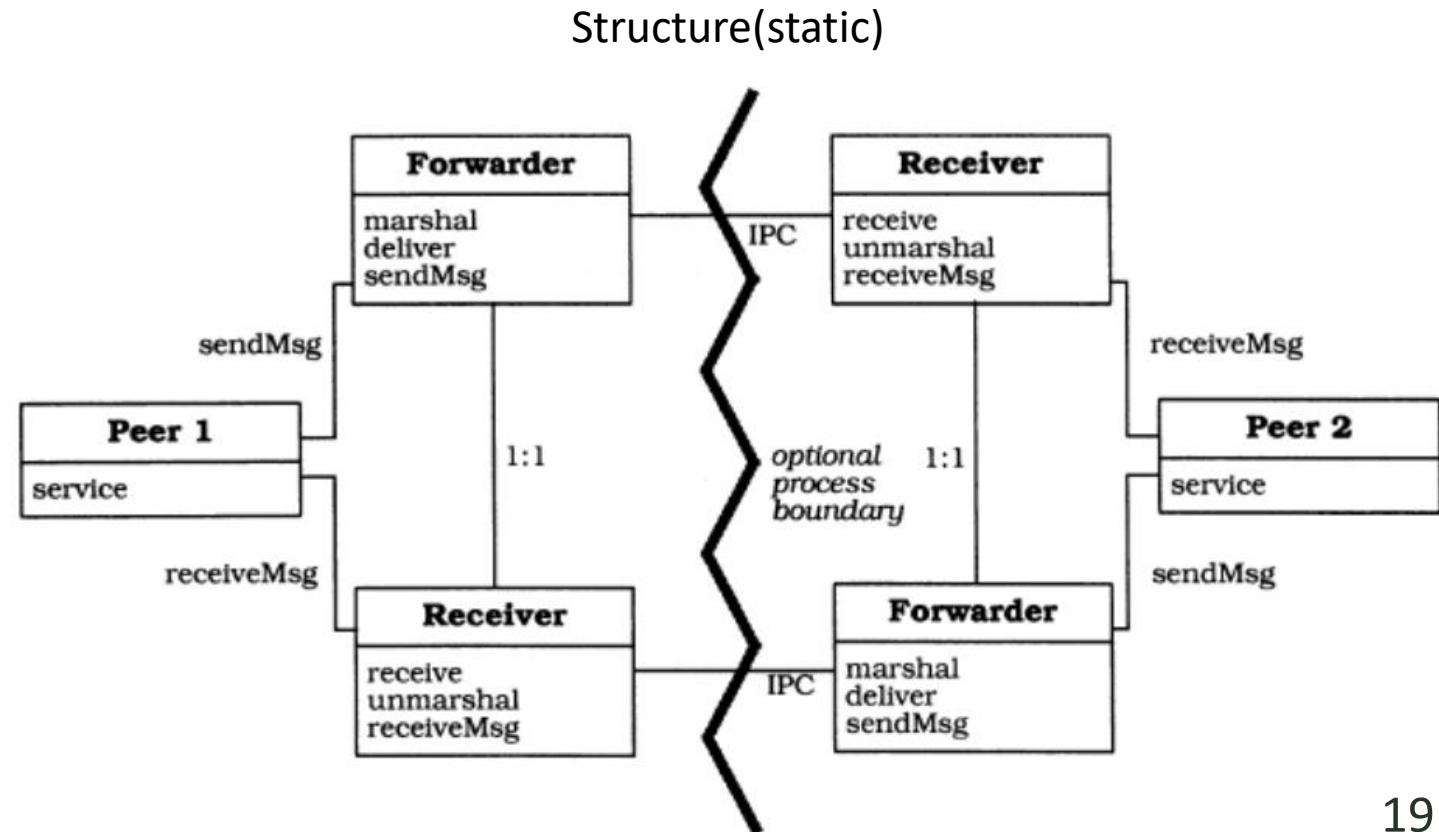 Structure(static)
Forwarder
marshal
deliver
sendMsg
IPC
Receiver
receive
unmarshal
receiveMsg
sendMsg
receiveMsg
Peer 1
service
1:1
optional
process
boundary
1:1
Peer 2
service
receiveMsg
sendMsg
Receiver
receive
unmarshal
receiveMsg
IPC
Forwarder
marshal
deliver
sendMsg
19